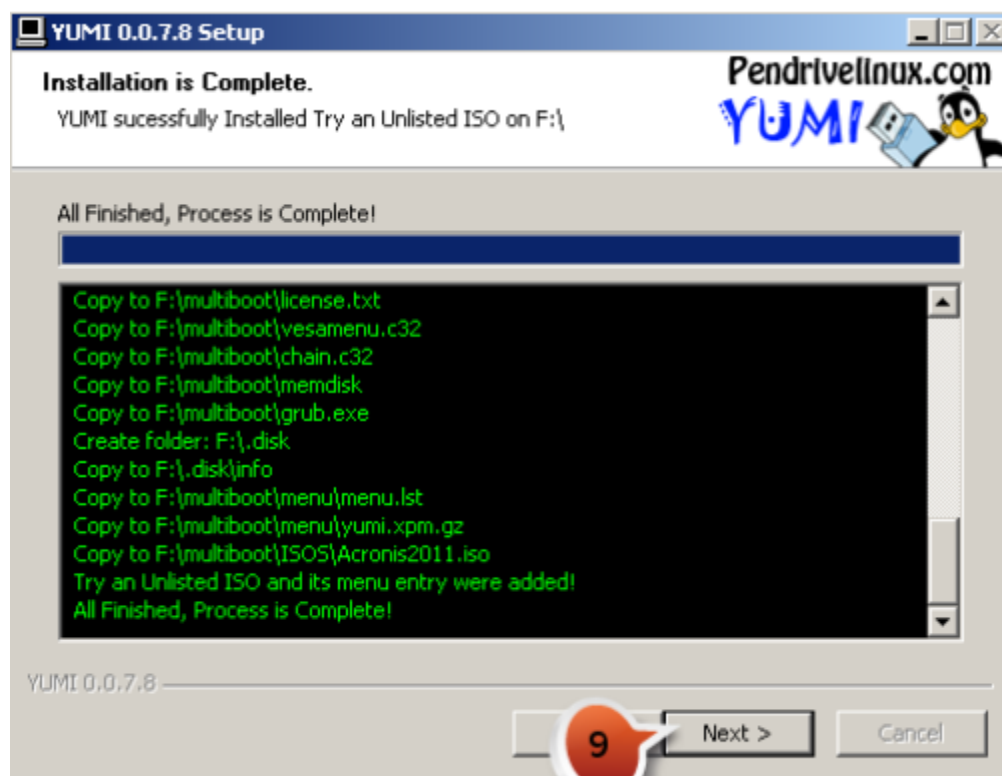 YUMI 0.0.7.8 Setup
Installation is Complete.
YUMI sucessfully Installed Try an Unlisted ISO on F:\
Pendrivelinux.com
YUMI
All Finished, Process is Complete!
Copy to F:\multiboot\license.txt
Copy to F:\multiboot\vesamenu.c32
Copy to F:\multiboot\chain.c32
Copy to F:\multiboot\memdisk
Copy to F:\multiboot\grub.exe
Create folder: F:\.disk
Copy to F:\.disk\info
Copy to F:\multiboot\menu\menu.lst
Copy to F:\multiboot\menu\yumi.xpm.gz
Copy to F:\multiboot\ISOS\Acronis2011.iso
Try an Unlisted ISO and its menu entry were added!
All Finished, Process is Complete!
YUMI 0.0.7.8
9
Next >
Cancel